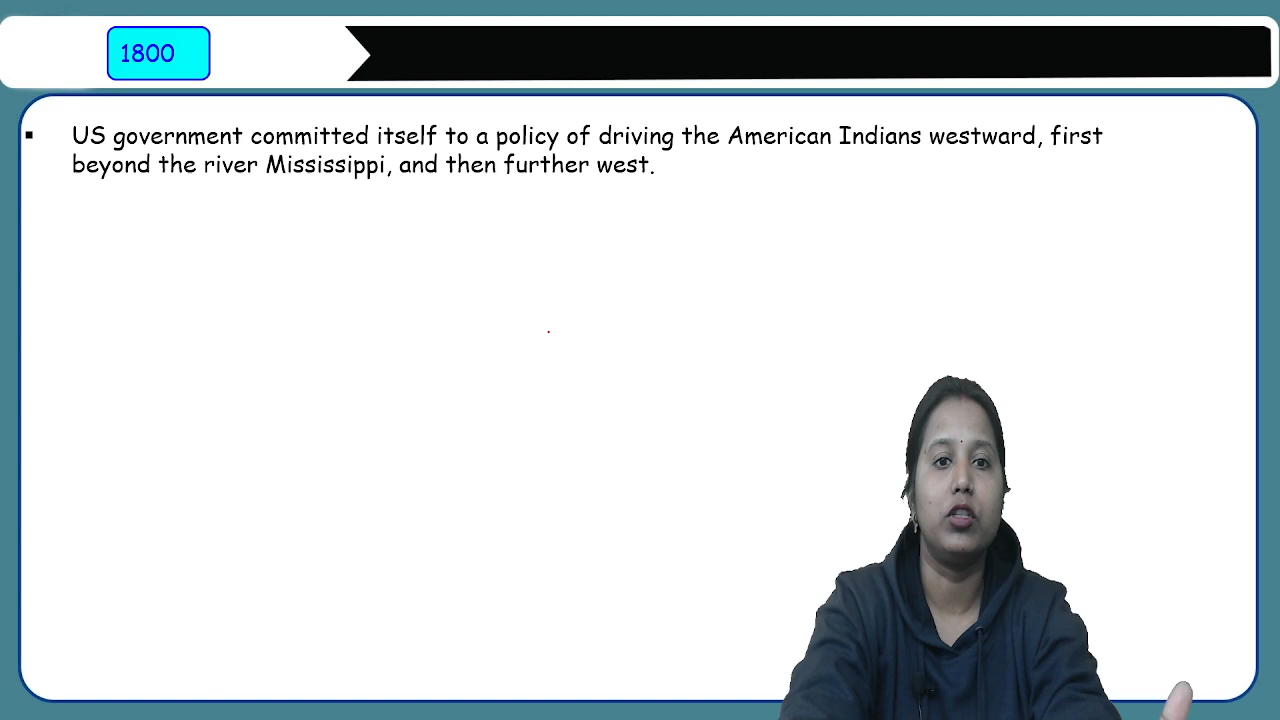 1800
▪ US government committed itself to a policy of driving the American Indians westward, first
beyond the river Mississippi, and then further west.